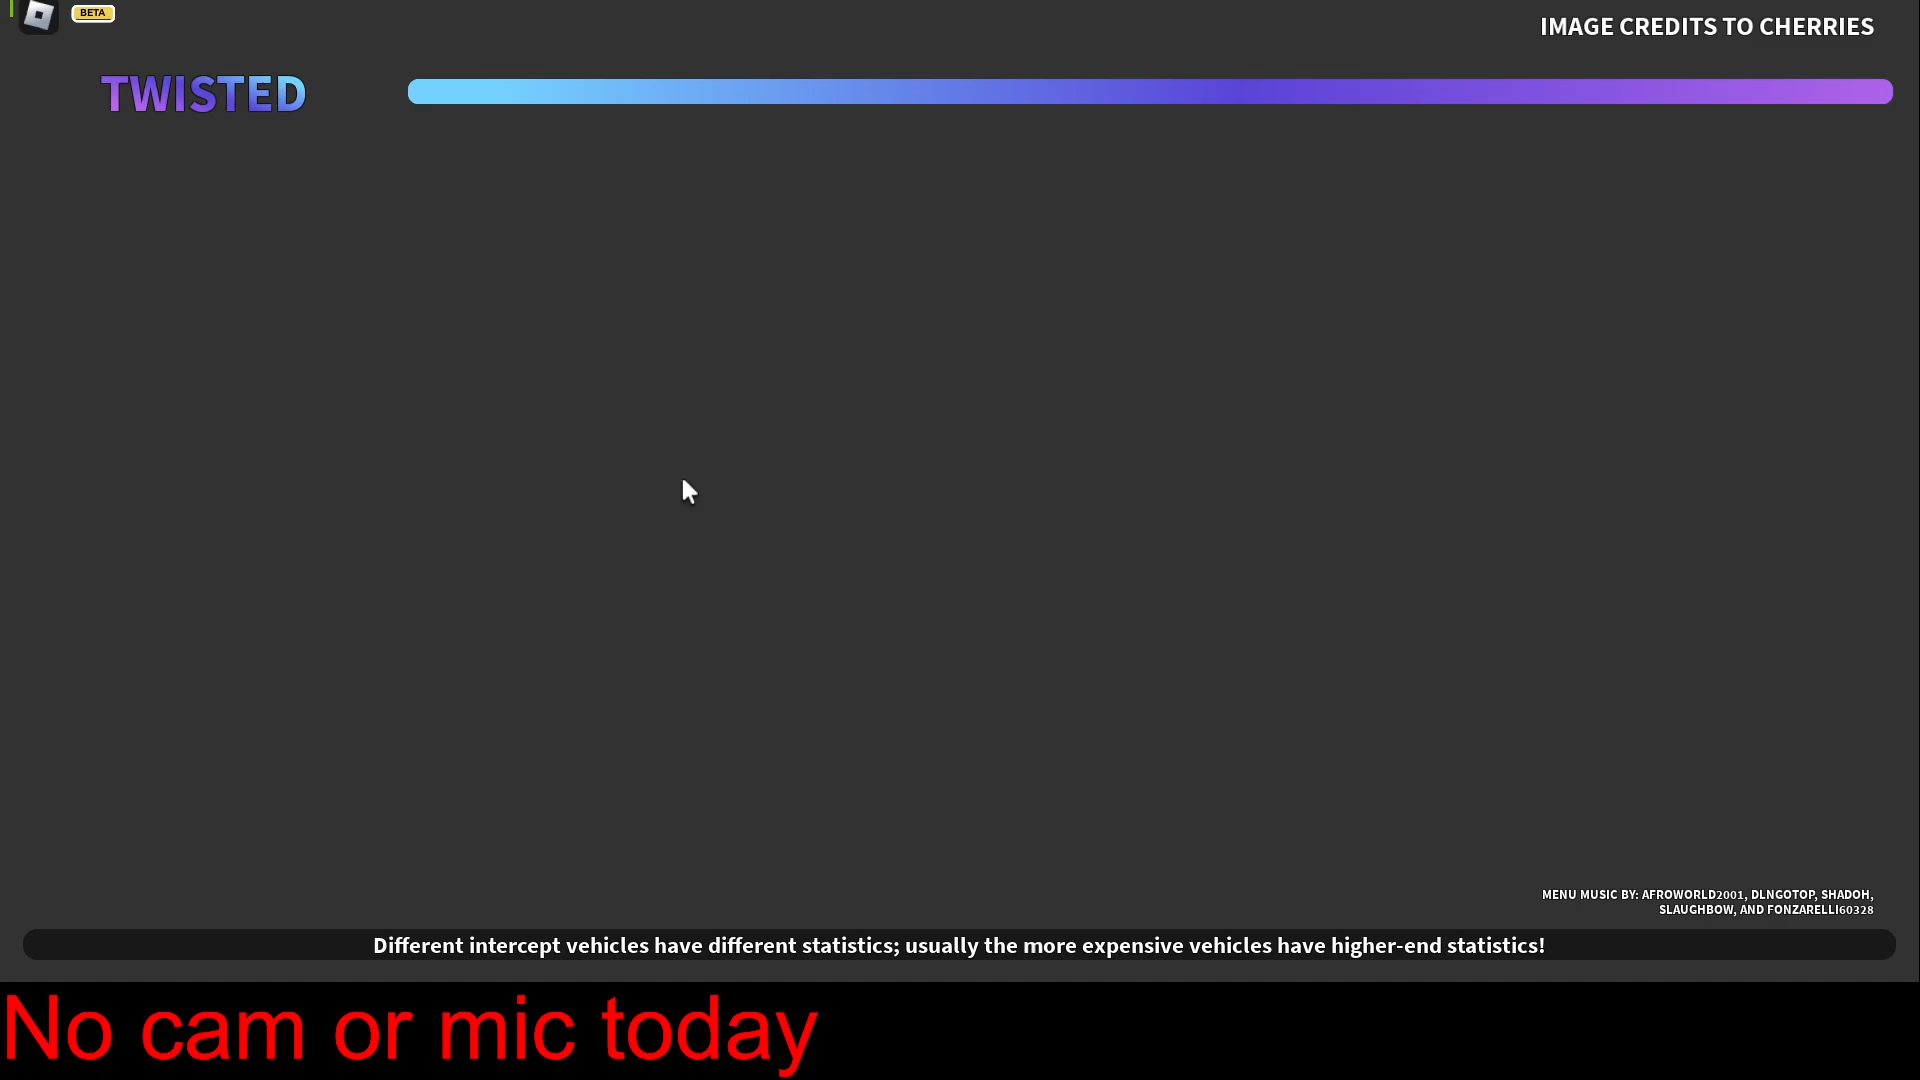 BETA
IMAGE CREDITS TO CHERRIES
TWISTED
MENU MUSIC BY: AFROWORLD2001, DLNGOTOP, SHADOH,
SLAUGHBOW, AND FONZARELLI60328
Different intercept vehicles have different statistics; usually the more expensive vehicles have higher-end statistics!
No cam or mic today